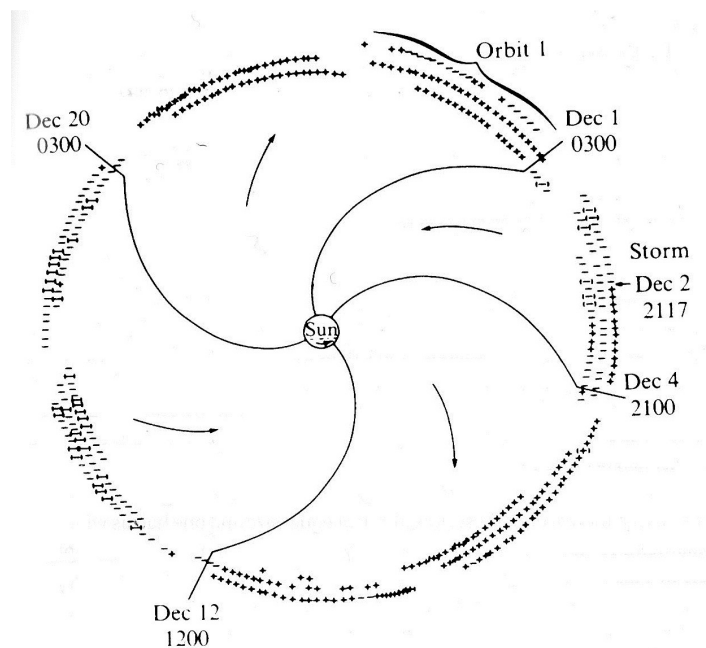 Orbit 1
Dec 1
0300
Dec 20
0300
Storm
Dec 2
2117
Sun
Dec 4
2100
Dec 12
1200